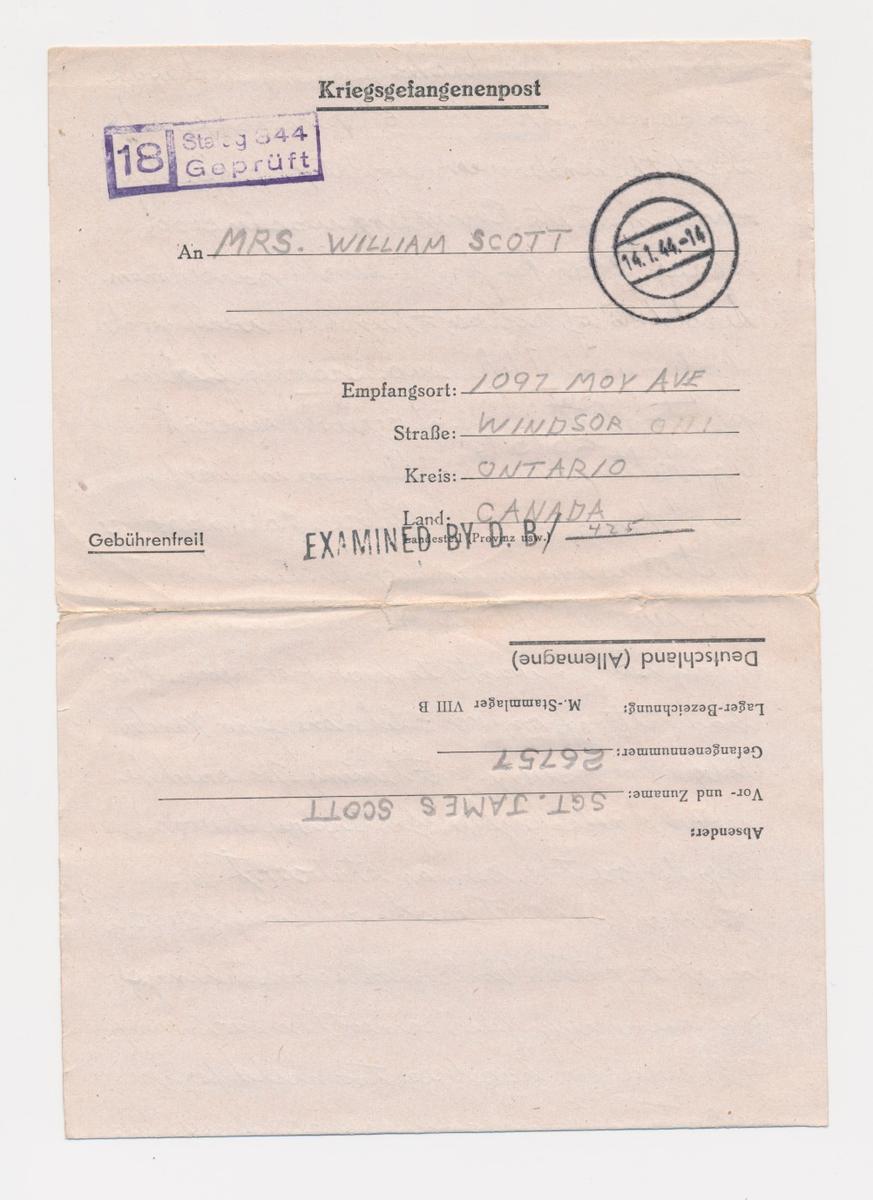 Kriegsgefangenenpost
18 Stalag 344
Geprüft
14.1.44.-14
An MRS. WILLIAM SCOTT
Empfangsort: 1097 MOY AVE
Straße: WINDSOR
Kreis: ONTARIO
Land: CANADA
Landesteil (Provinz usw.)
Gebührenfrei!
EXAMINED BY D. B/ 425
Absender:
Vor- und Zuname: SGT. JAMES SCOTT
Gefangenennummer: 26757
Lager-Bezeichnung: M.-Stammlager VIII B
Deutschland (Allemagne)